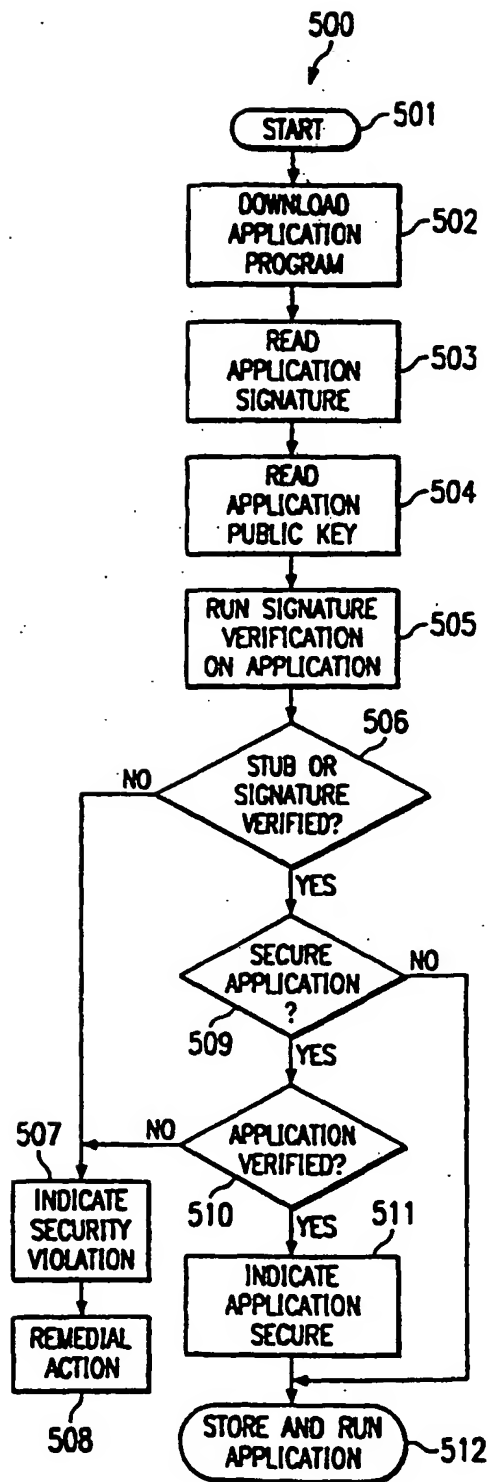 500
START
501
DOWNLOAD
APPLICATION
PROGRAM
502
READ
APPLICATION
SIGNATURE
503
READ
APPLICATION
PUBLIC KEY
504
RUN SIGNATURE
VERIFICATION
ON APPLICATION
505
506
NO
STUB OR
SIGNATURE
VERIFIED?
YES
SECURE
APPLICATION
?
NO
509
YES
507
NO
APPLICATION
VERIFIED?
510
YES
511
INDICATE
SECURITY
VIOLATION
INDICATE
APPLICATION
SECURE
REMEDIAL
ACTION
508
STORE AND RUN
APPLICATION
512